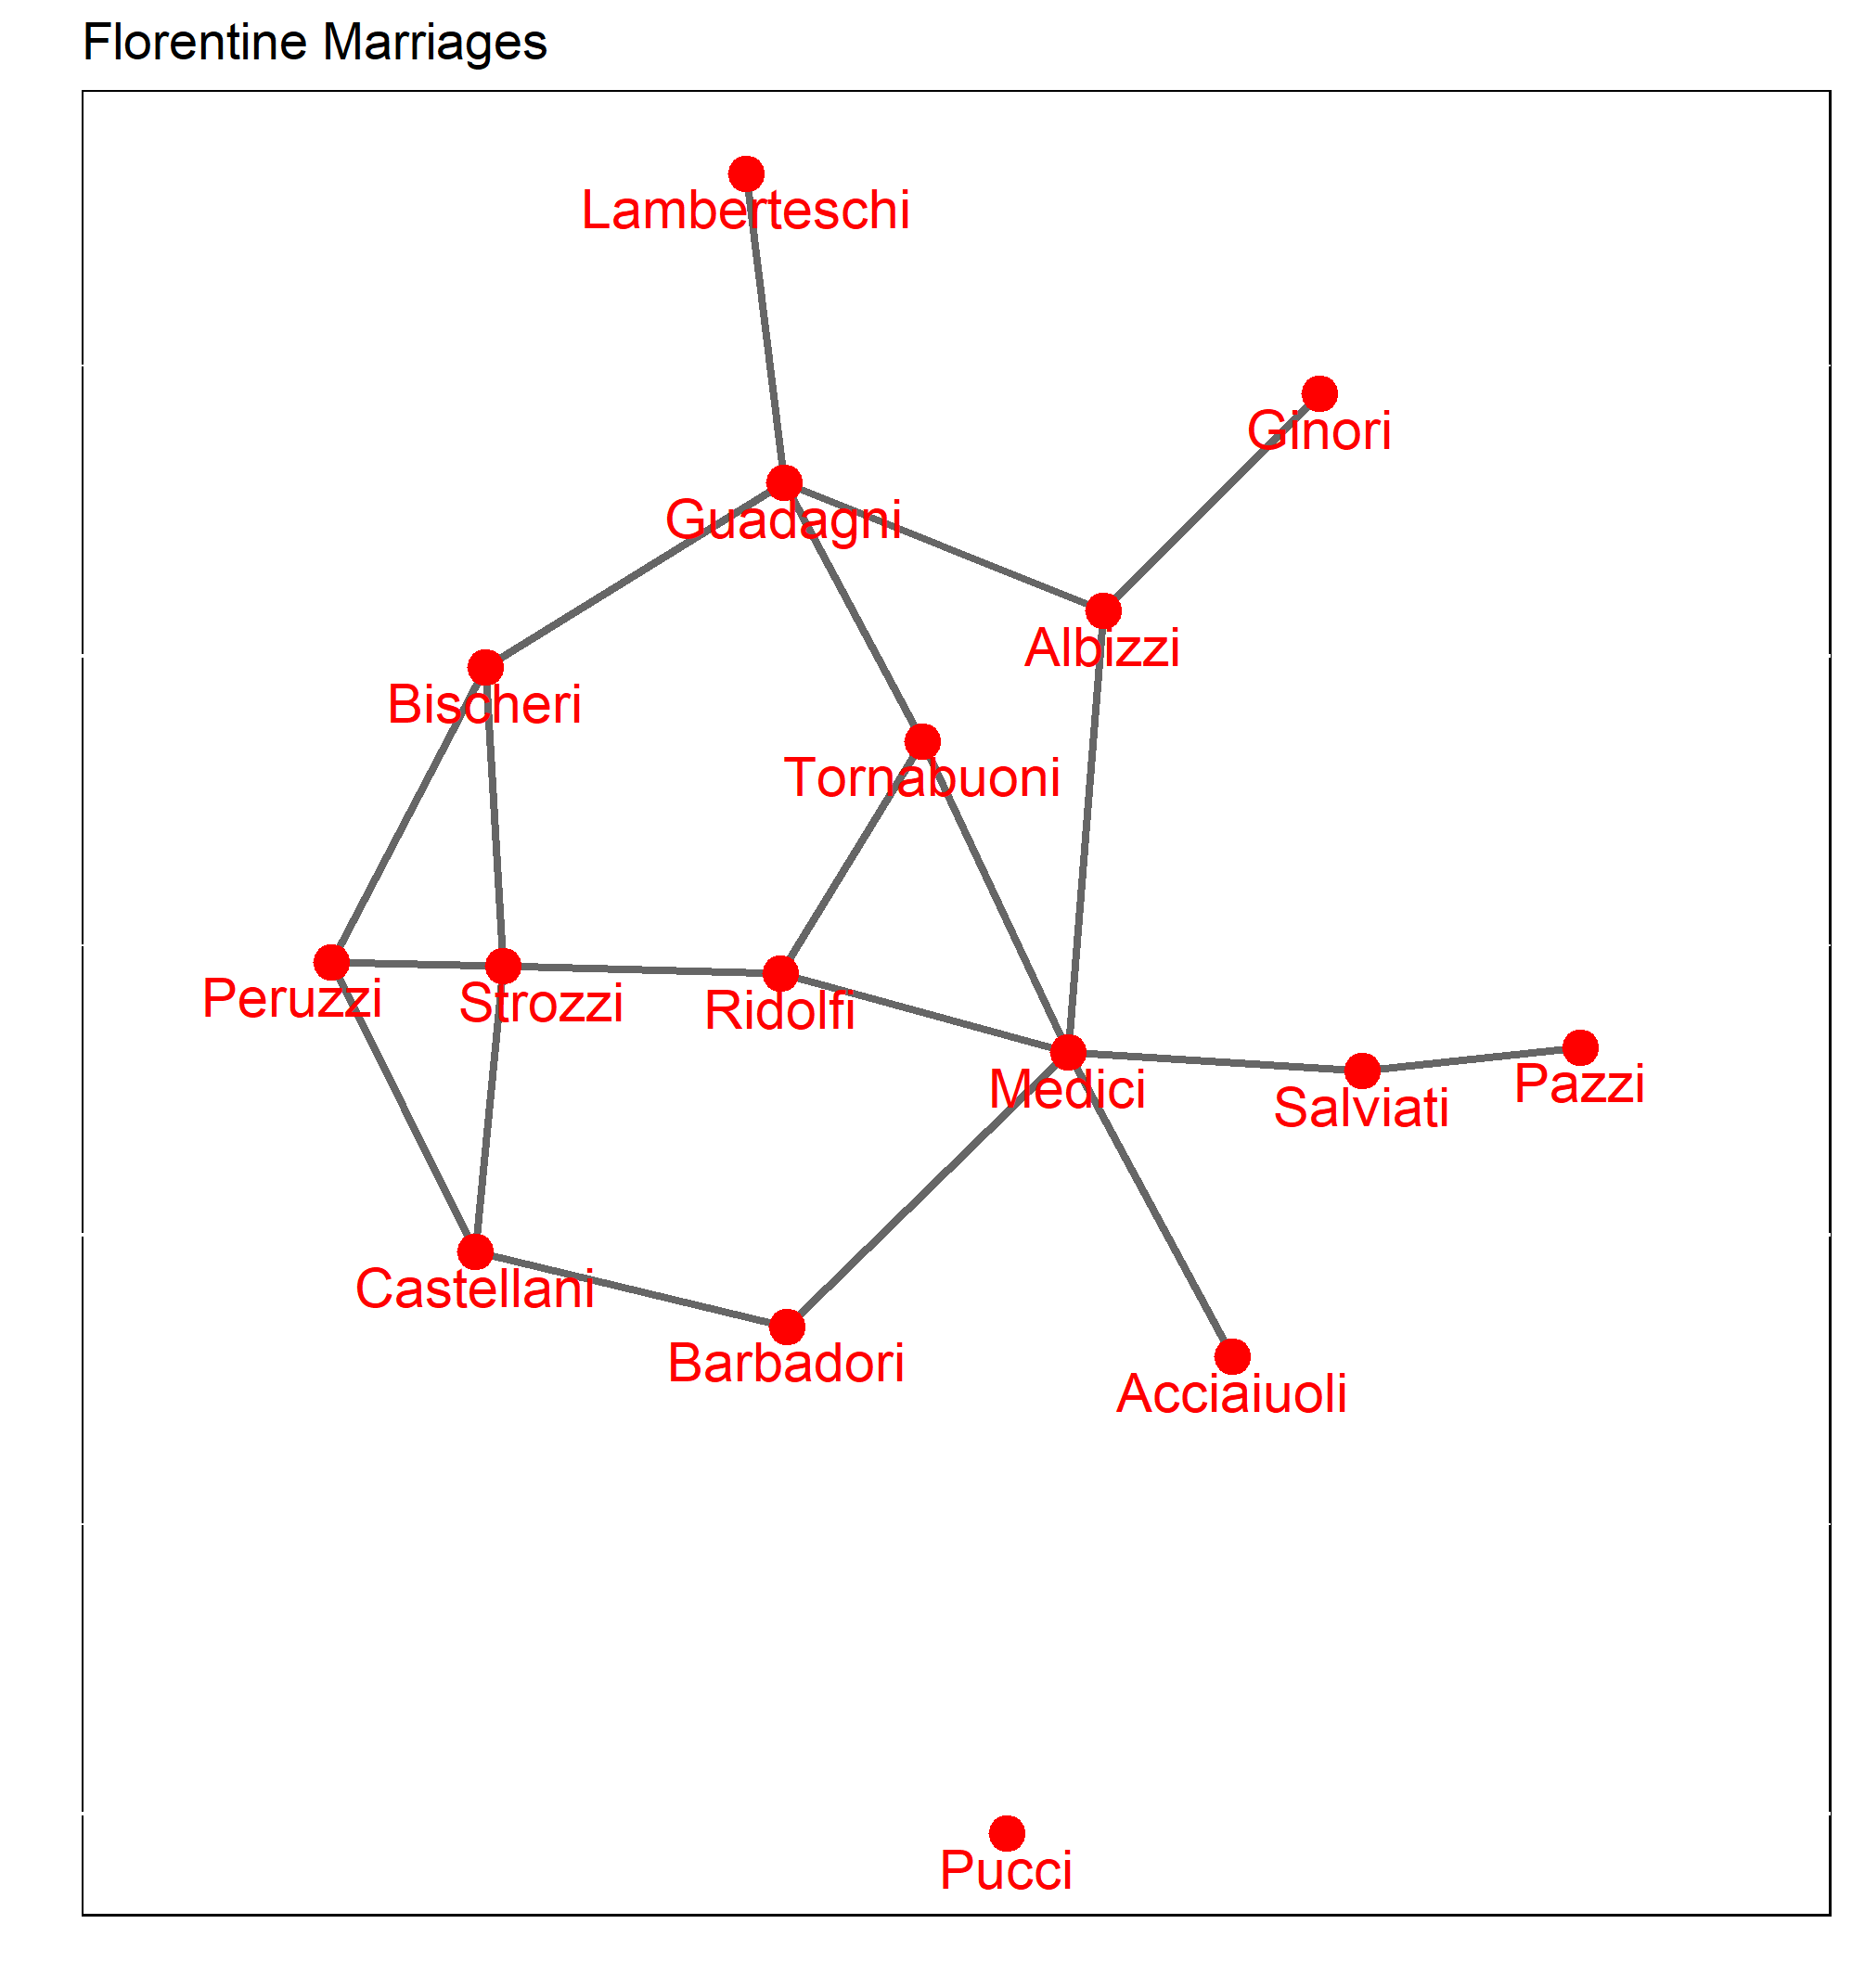 Florentine Marriages
Lamberteschi
Ginori
Guadagni
Albizzi
Bischeri
Tornabuoni
Peruzzi
Strozzi
Ridolfi
Medici
Salviati
Pazzi
Castellani
Barbadori
Acciaiuoli
Pucci